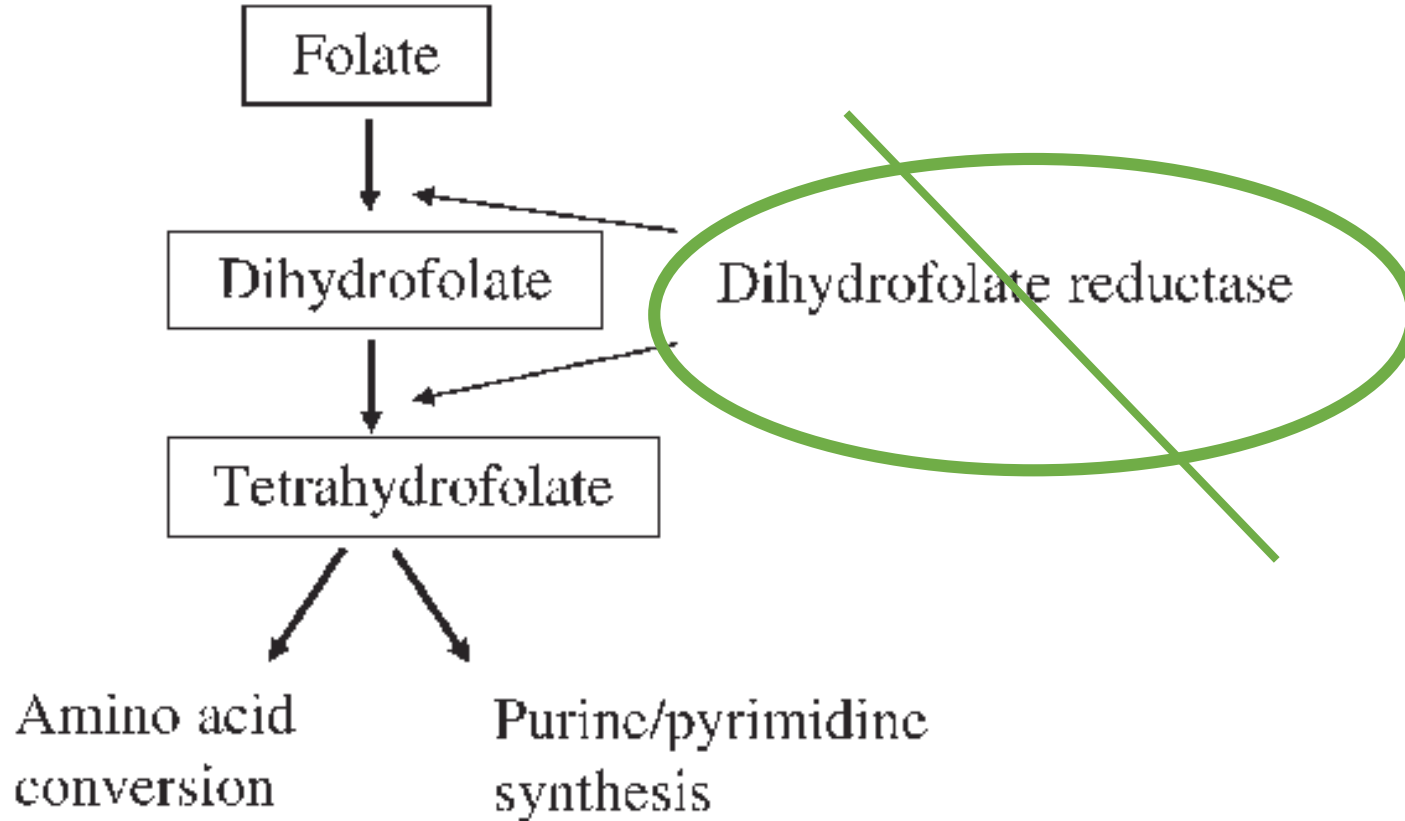 Folate
Dihydrofolate
Dihydrofolate reductase
Tetrahydrofolate
Amino acid
conversion
Purine/pyrimidine
synthesis